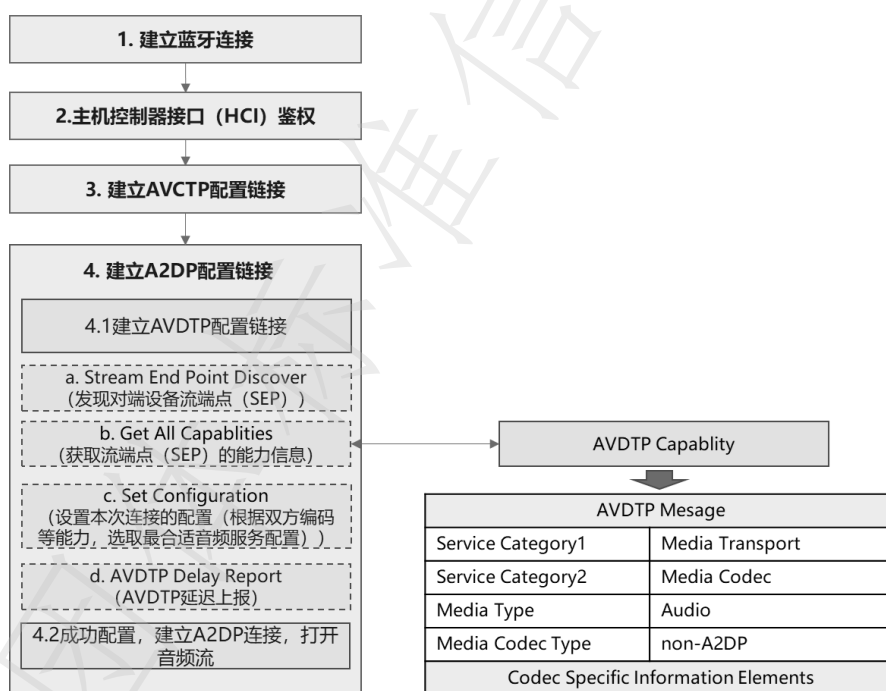 1. 建立蓝牙连接
2.主机控制器接口（HCI）鉴权
3. 建立AVCTP配置链接
4. 建立A2DP配置链接
4.1建立AVDTP配置链接
a. Stream End Point Discover
（发现对端设备流端点（SEP））
b. Get All Capablities
（获取流端点（SEP）的能力信息）
c. Set Configuration
（设置本次连接的配置（根据双方编码
等能力，选取最合适音频服务配置））
d. AVDTP Delay Report
（AVDTP延迟上报）
4.2成功配置，建立A2DP连接，打开
音频流
AVDTP Capablity
AVDTP Mesage
Service Category1 Media Transport
Service Category2 Media Codec
Media Type Audio
Media Codec Type non-A2DP
Codec Specific Information Elements